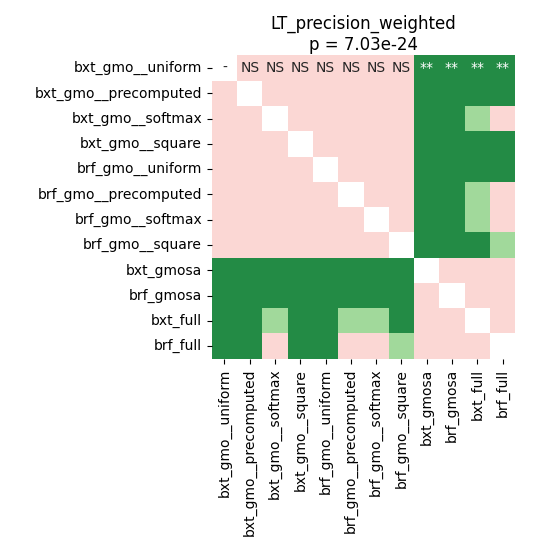 LT_precision_weighted
p = 7.03e-24
bxt_gmo__uniform - NS NS NS NS NS NS NS ** ** ** **
bxt_gmo__precomputed
bxt_gmo__softmax
bxt_gmo__square
brf_gmo__uniform
brf_gmo__precomputed
brf_gmo__softmax
brf_gmo__square
bxt_gmosa
brf_gmosa
bxt_full
brf_full
bxt_gmo__uniform
bxt_gmo__precomputed
bxt_gmo__softmax
bxt_gmo__square
brf_gmo__uniform
brf_gmo__precomputed
brf_gmo__softmax
brf_gmo__square
bxt_gmosa
brf_gmosa
bxt_full
brf_full